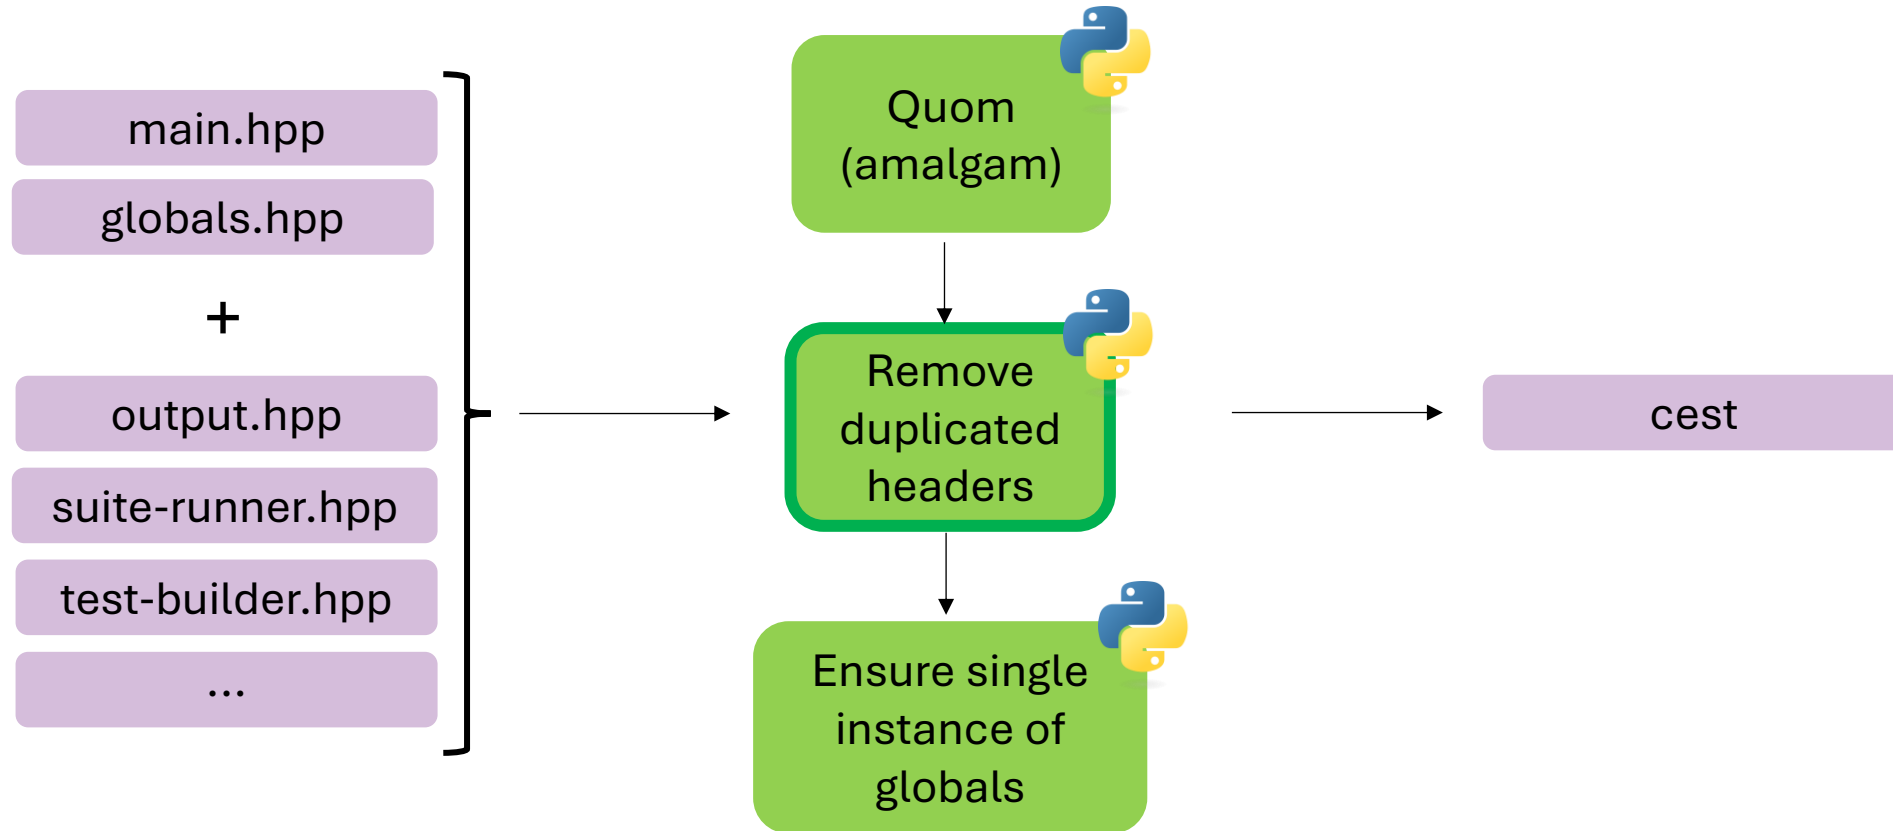 main.hpp
globals.hpp
+
output.hpp
suite-runner.hpp
test-builder.hpp
...
Quom
(amalgam)
Remove
duplicated
headers
Ensure single
instance of
globals
cest